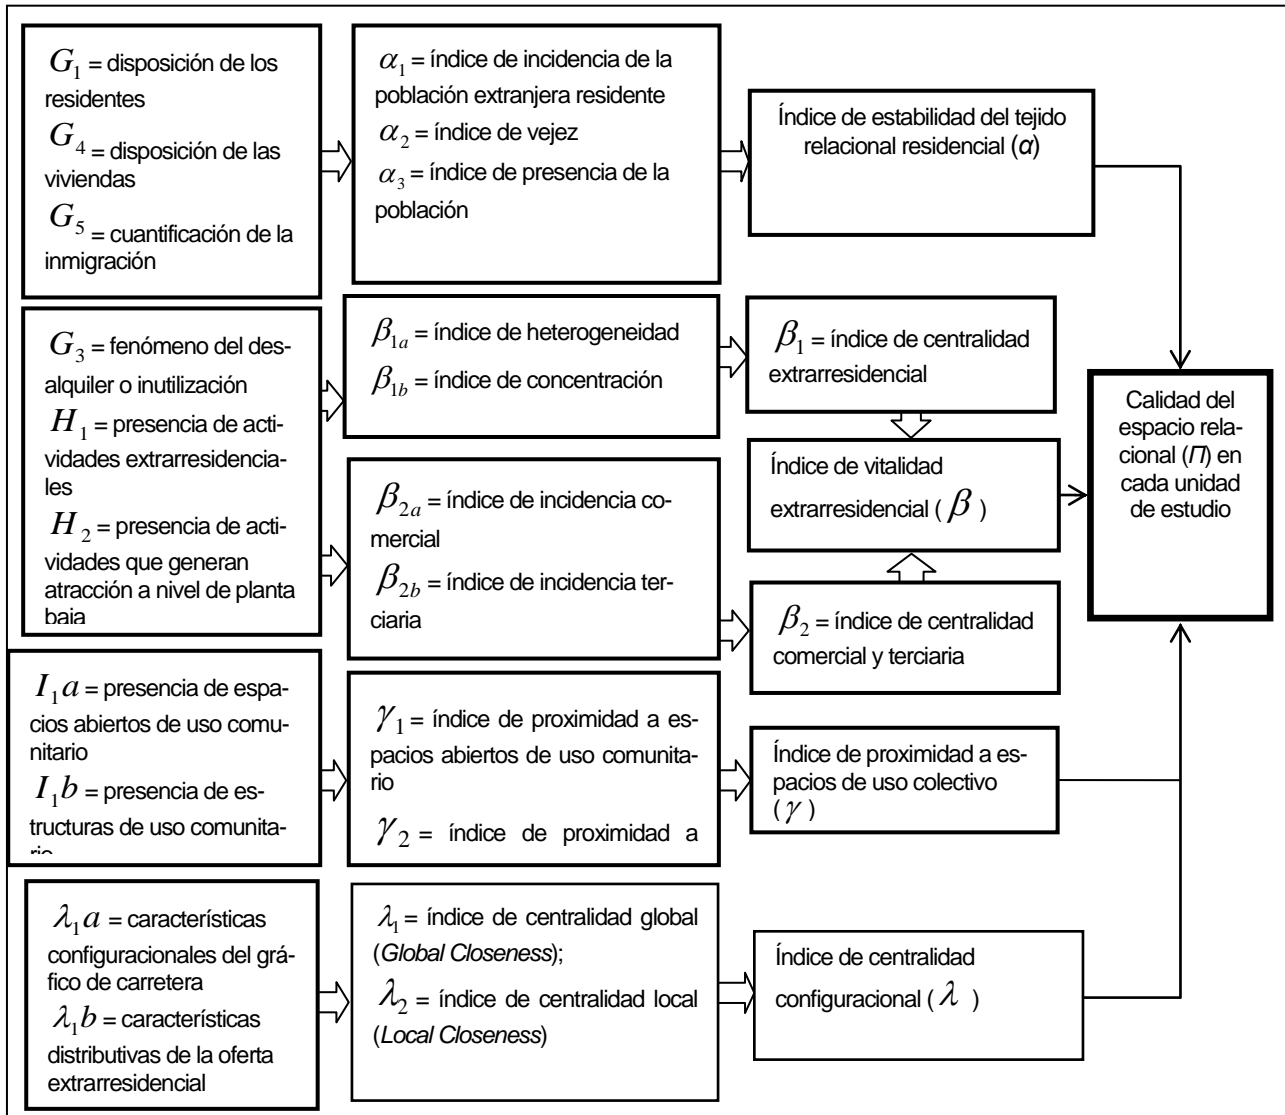 G₁ = disposición de los
residentes
G₄ = disposición de las
viviendas
G₅ = cuantificación de la
inmigración
α₁ = índice de incidencia de la
población extranjera residente
α₂ = índice de vejez
α₃ = índice de presencia de la
población
Índice de estabilidad del tejido
relacional residencial (α)
G₃ = fenómeno del des-
alquiler o inutilización
H₁ = presencia de acti-
vidades extrarresidencia-
les
H₂ = presencia de acti-
vidades que generan
atracción a nivel de planta
baja
β₁ₐ = índice de heterogeneidad
β₁b = índice de concentración
β₁ = índice de centralidad
extrarresidencial
β₂ₐ = índice de incidencia co-
mercial
β₂b = índice de incidencia ter-
ciaria
Índice de vitalidad
extrarresidencial ( β )
β₂ = índice de centralidad
comercial y terciaria
Calidad del
espacio rela-
cional (Π) en
cada unidad
de estudio
I₁a = presencia de espa-
cios abiertos de uso comu-
nitario
I₁b = presencia de es-
tructuras de uso comunita-
rio
γ₁ = índice de proximidad a es-
pacios abiertos de uso comunita-
rio
γ₂ = índice de proximidad a
Índice de proximidad a es-
pacios de uso colectivo
( γ )
λ₁a = características
configuracionales del grá-
fico de carretera
λ₁b = características
distributivas de la oferta
extrarresidencial
λ₁= índice de centralidad global
(Global Closeness);
λ₂ = índice de centralidad local
(Local Closeness)
Índice de centralidad
configuracional ( λ )